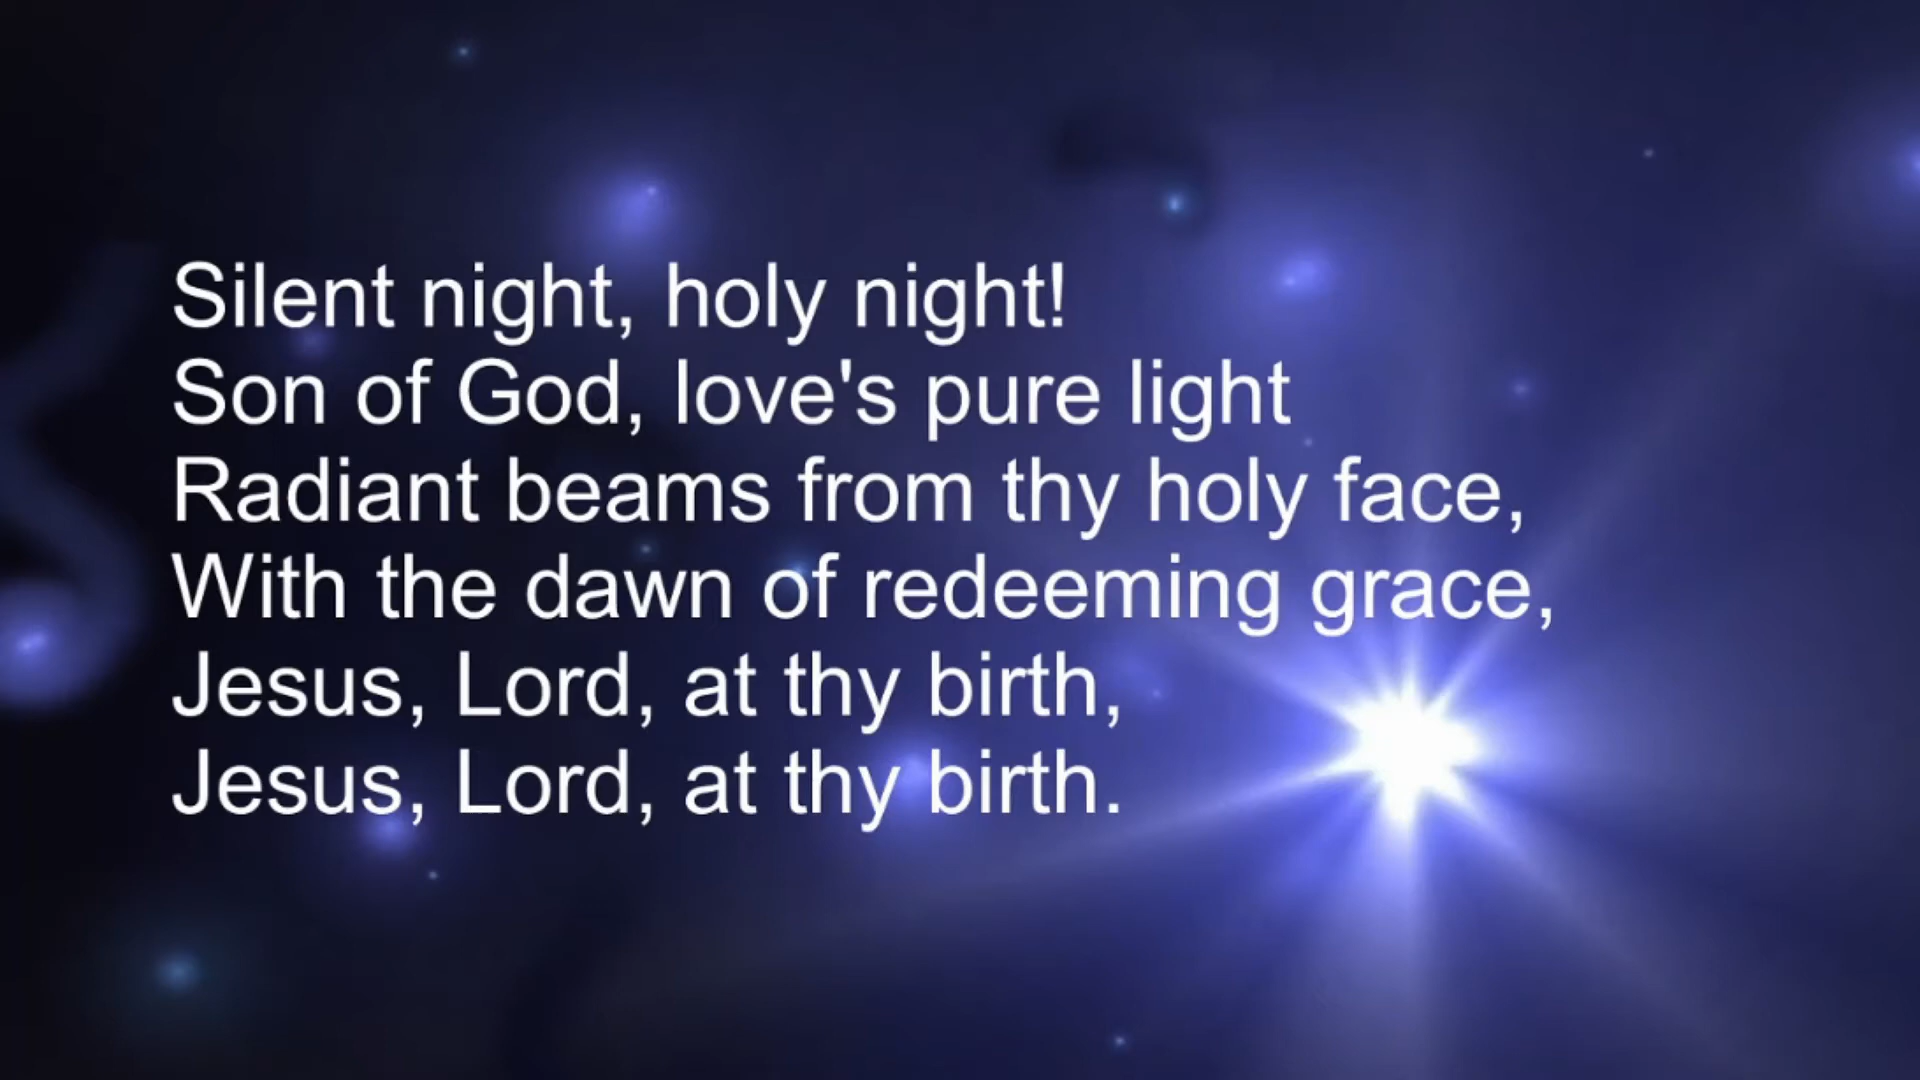 Silent night, holy night!
Son of God, love's pure light
Radiant beams from thy holy face,
With the dawn of redeeming grace,
Jesus, Lord, at thy birth,
Jesus, Lord, at thy birth.